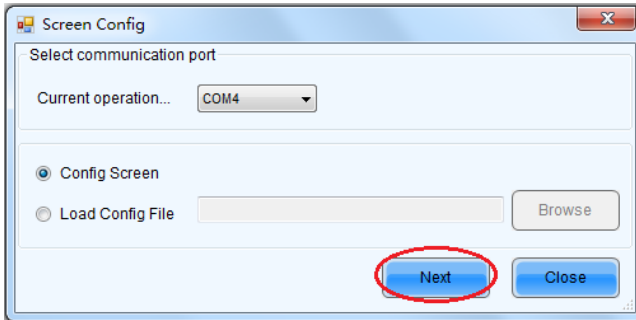 Screen Config
Select communication port
Current operation... COM4
Config Screen
Load Config File Browse
Next Close